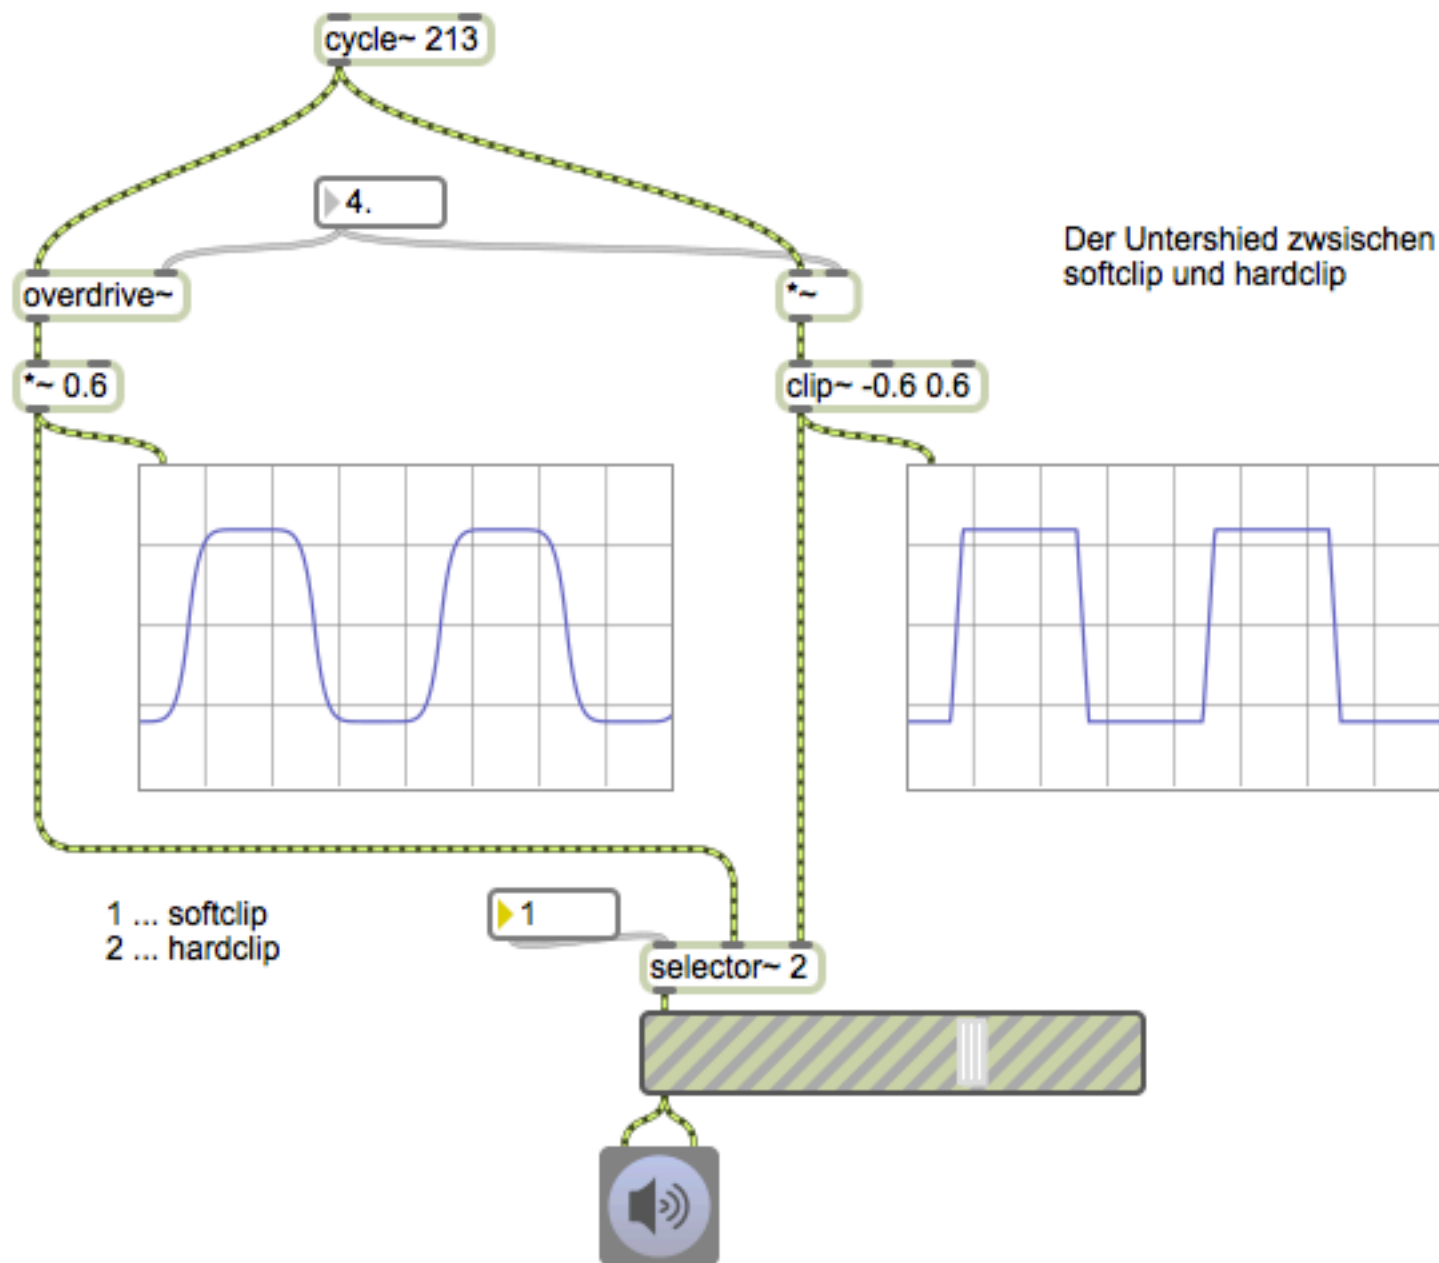 cycle~ 213
4.
overdrive~
*~
Der Untershied zwsischen
softclip und hardclip
*~ 0.6
clip~ -0.6 0.6
1 ... softclip
2 ... hardclip
1
selector~ 2